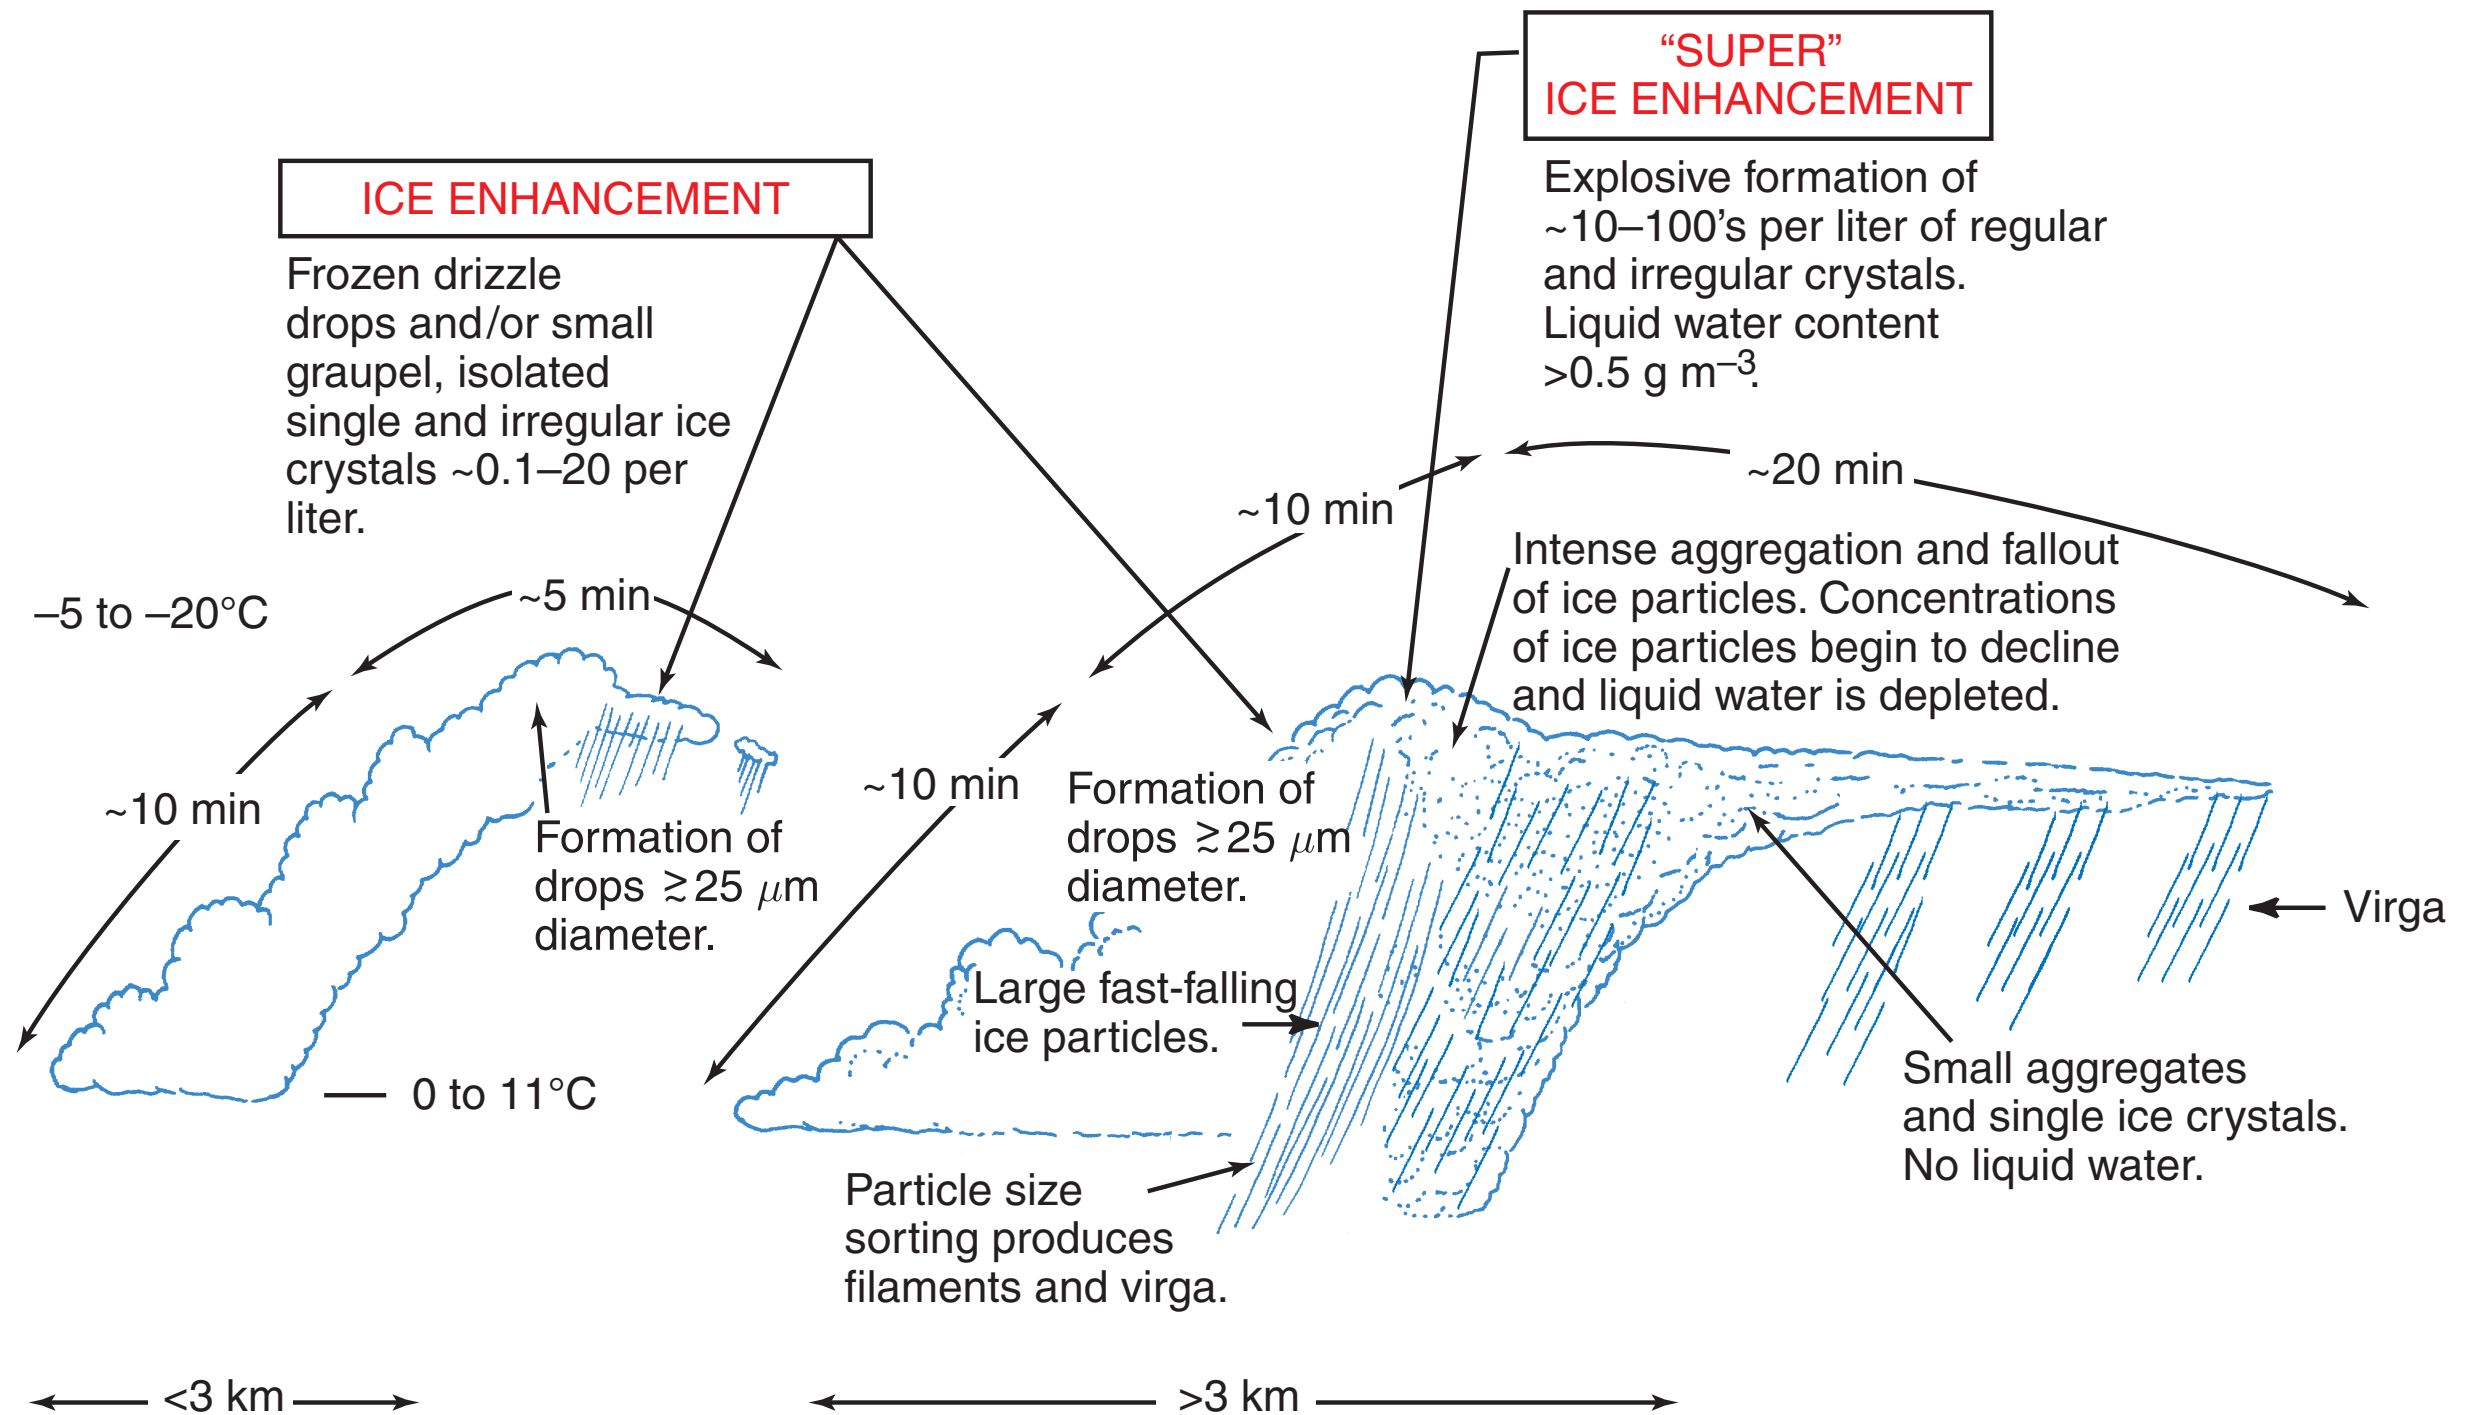 “SUPER”
ICE ENHANCEMENT
Explosive formation of
~10–100’s per liter of regular
and irregular crystals.
Liquid water content
>0.5 g m–3.
ICE ENHANCEMENT
Frozen drizzle
drops and/or small
graupel, isolated
single and irregular ice
crystals ~0.1–20 per
liter.
~20 min
~10 min
Intense aggregation and fallout
of ice particles. Concentrations
of ice particles begin to decline
and liquid water is depleted.
–5 to –20°C
~5 min
~10 min
~10 min
Formation of
drops ≳25 μm
diameter.
Formation of
drops ≳25 μm
diameter.
Virga
Large fast-falling
ice particles.
0 to 11°C
Small aggregates
and single ice crystals.
No liquid water.
Particle size
sorting produces
filaments and virga.
<3 km
>3 km